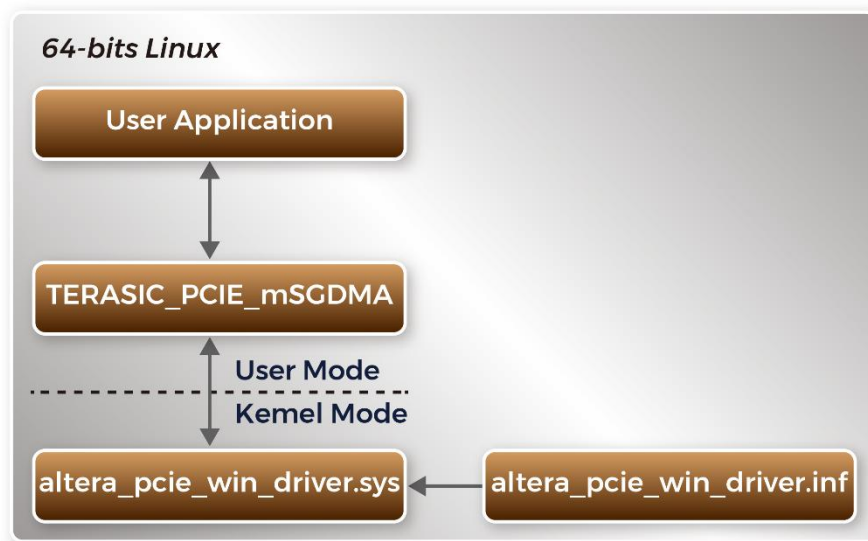 64-bits Linux
User Application
TERASIC_PCIE_mSGDMA
User Mode
Kemel Mode
altera_pcie_win_driver.sys
altera_pcie_win_driver.inf